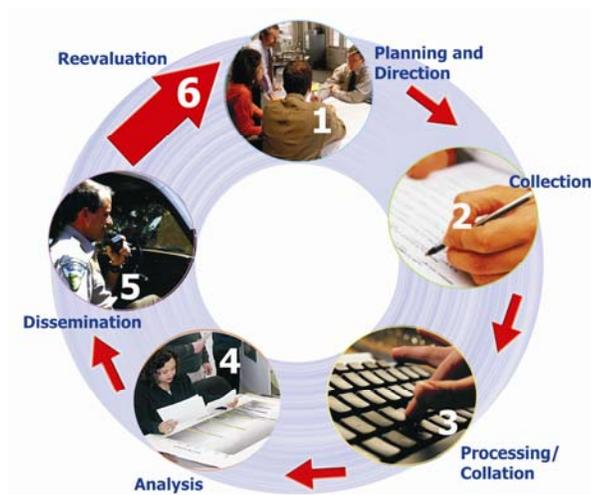 Planning and
Direction
1
Collection
2
3
Processing/
Collation
4
Analysis
5
Dissemination
Reevaluation
6